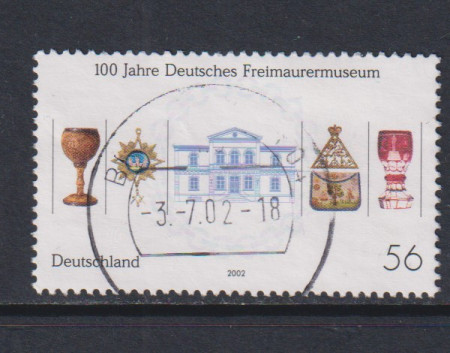 100 Jahre Deutsches Freimaurermuseum
-3.-7.02-18
Deutschland
2002
56